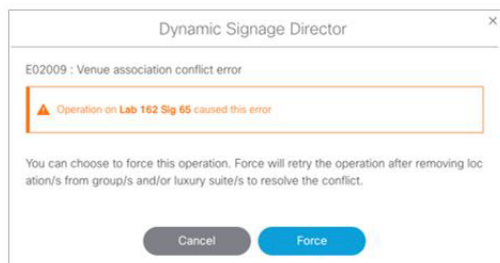 Dynamic Signage Director
×
E02009 : Venue association conflict error
Operation on Lab 162 Sig 65 caused this error
You can choose to force this operation. Force will retry the operation after removing loc
ation/s from group/s and/or luxury suite/s to resolve the conflict.
Cancel
Force